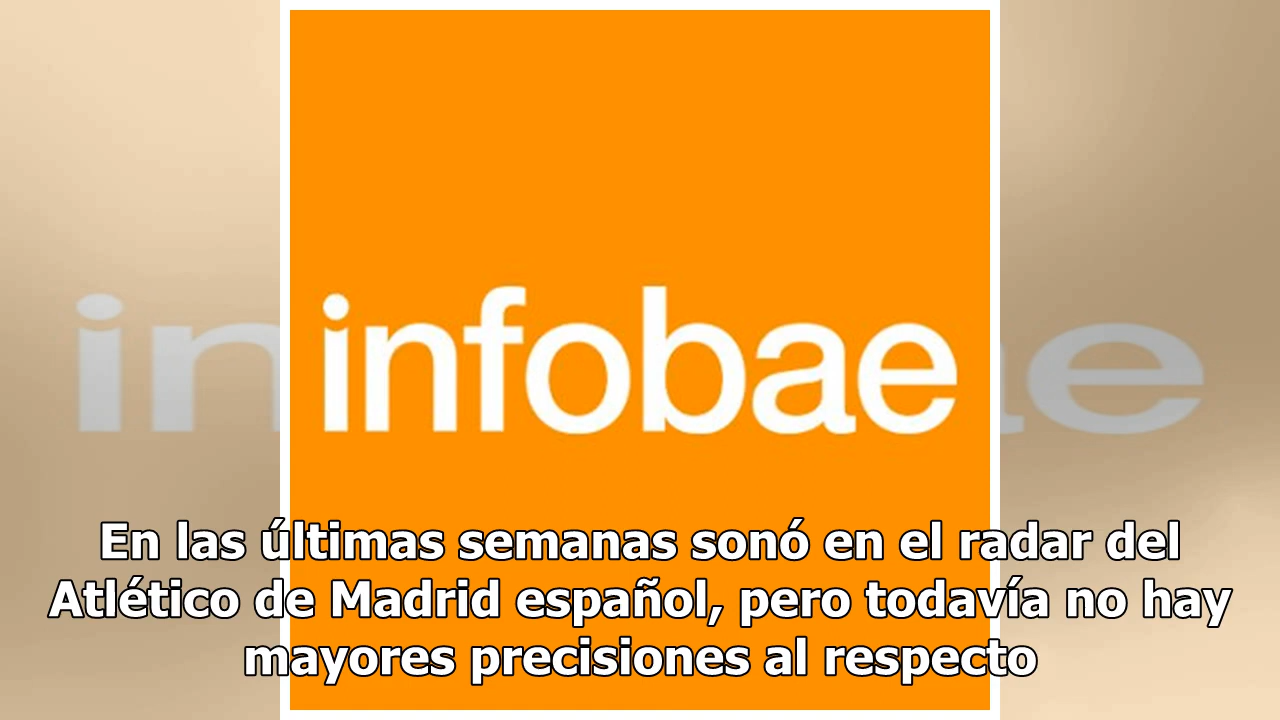 infobae
En las últimas semanas sonó en el radar del
Atlético de Madrid español, pero todavía no hay
mayores precisiones al respecto